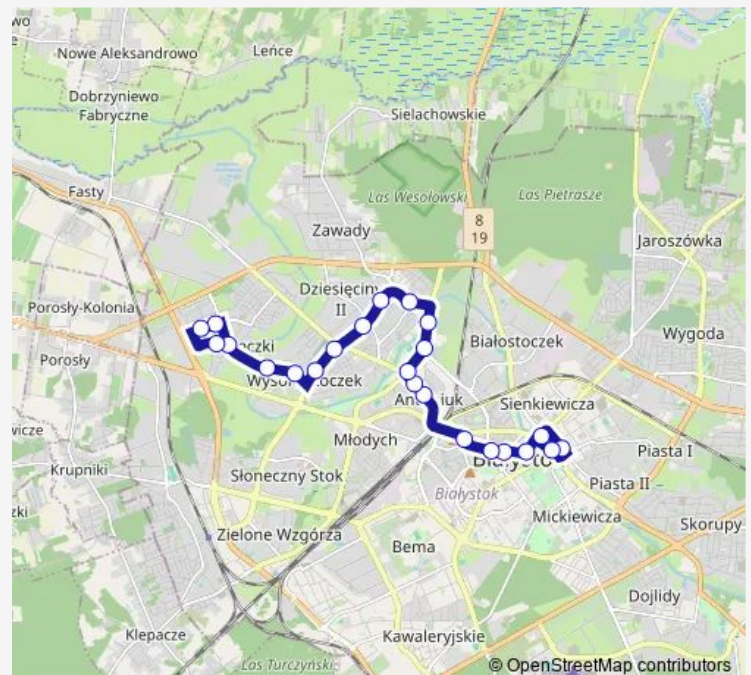 Nowe Aleksandrowo
Leńce
Dobrzyniewo
Fabryczne
Sielachowskie
Fasty
Las Wesołowski
Las Pietrasze
8
19
Zawady
Jaroszówka
Dziesięciny
II
Porosły-Kolonia
Białostoczek
Wygoda
Porosły
Sienkiewicza
Młodych
Piasta I
Krupniki
Słoneczny Stok
Białystok
Piasta II
Mickiewicza
Skorupy
Zielone Wzgórza
Bema
Dojlidy
Klepacze
Kawaleryjskie
Las Turczyński
© OpenStreetMap contributors